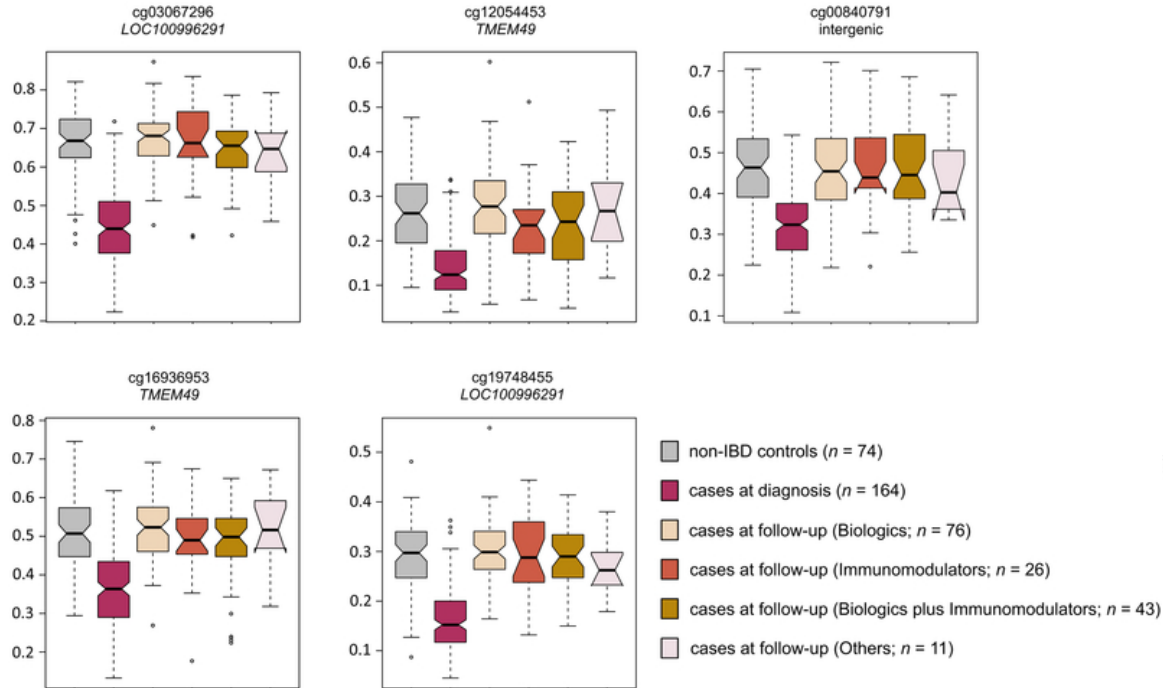 cg03067296
LOC100996291
0.8
0.7
0.6
0.5
0.4
0.3
0.2
cg12054453
TMEM49
0.6
0.5
0.4
0.3
0.2
0.1
cg00840791
intergenic
0.7
0.6
0.5
0.4
0.3
0.2
0.1
cg16936953
TMEM49
0.8
0.7
0.6
0.5
0.4
0.3
0.2
cg19748455
LOC100996291
0.5
0.4
0.3
0.2
0.1
non-IBD controls (n = 74)
cases at diagnosis (n = 164)
cases at follow-up (Biologics; n = 76)
cases at follow-up (Immunomodulators; n = 26)
cases at follow-up (Biologics plus Immunomodulators; n = 43)
cases at follow-up (Others; n = 11)